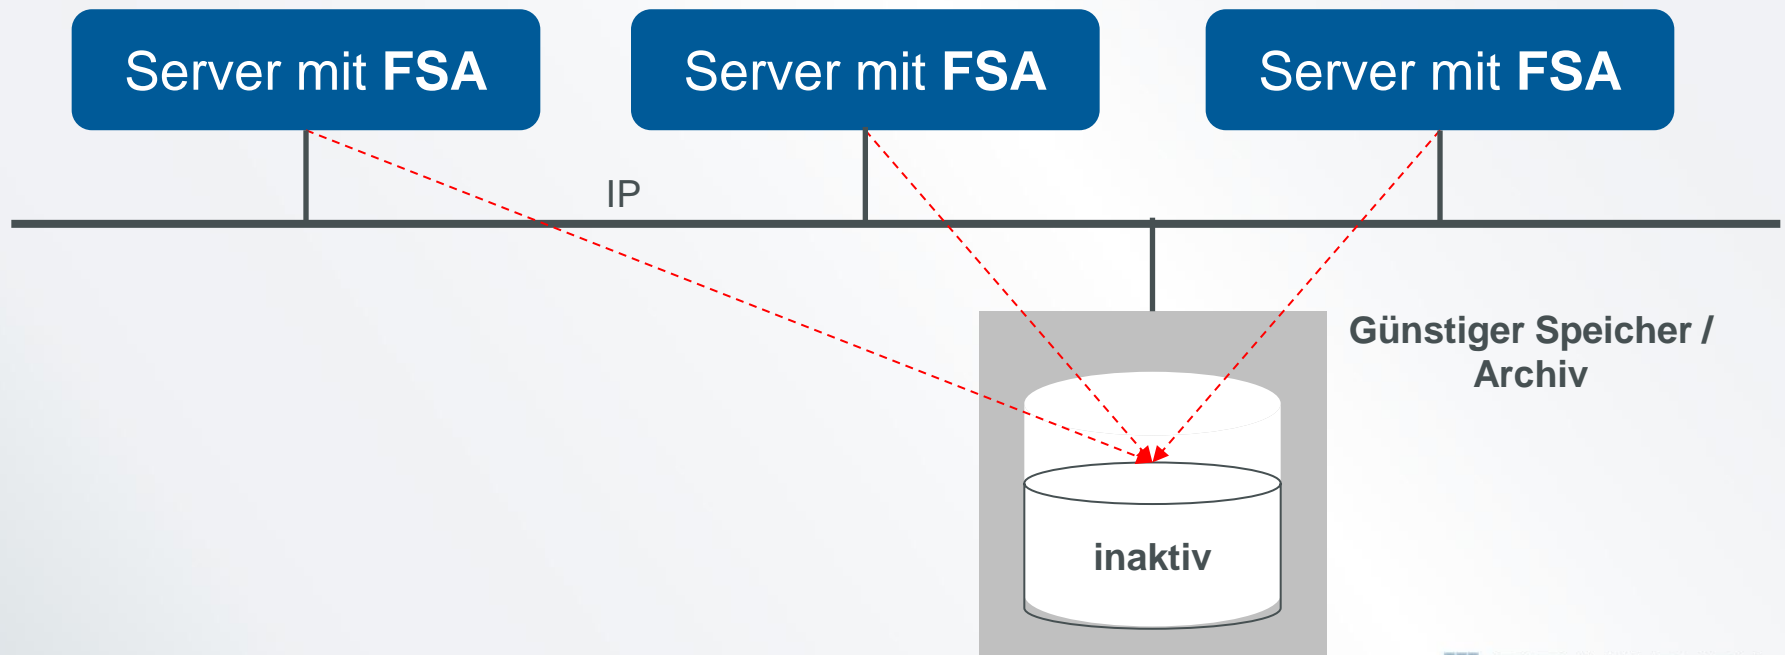 Server mit FSA
Server mit FSA
Server mit FSA
IP
Günstiger Speicher /
Archiv
inaktiv